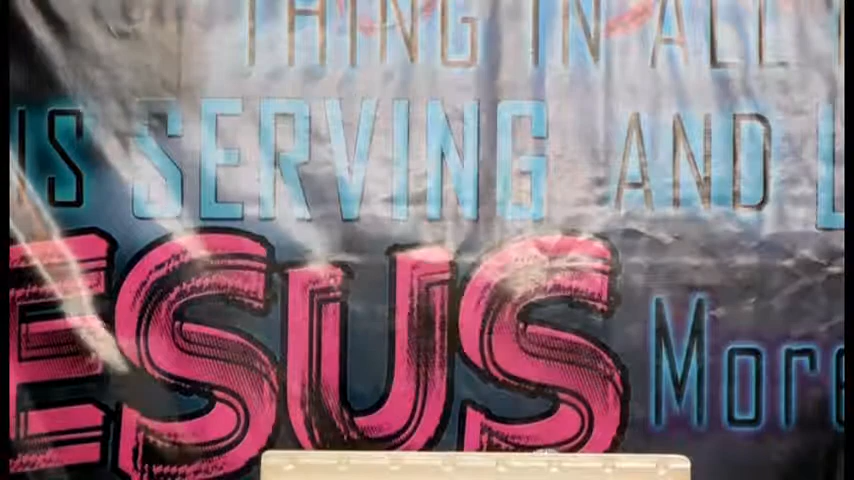 THING IN ALL
IS SERVING AND L
ESUS More